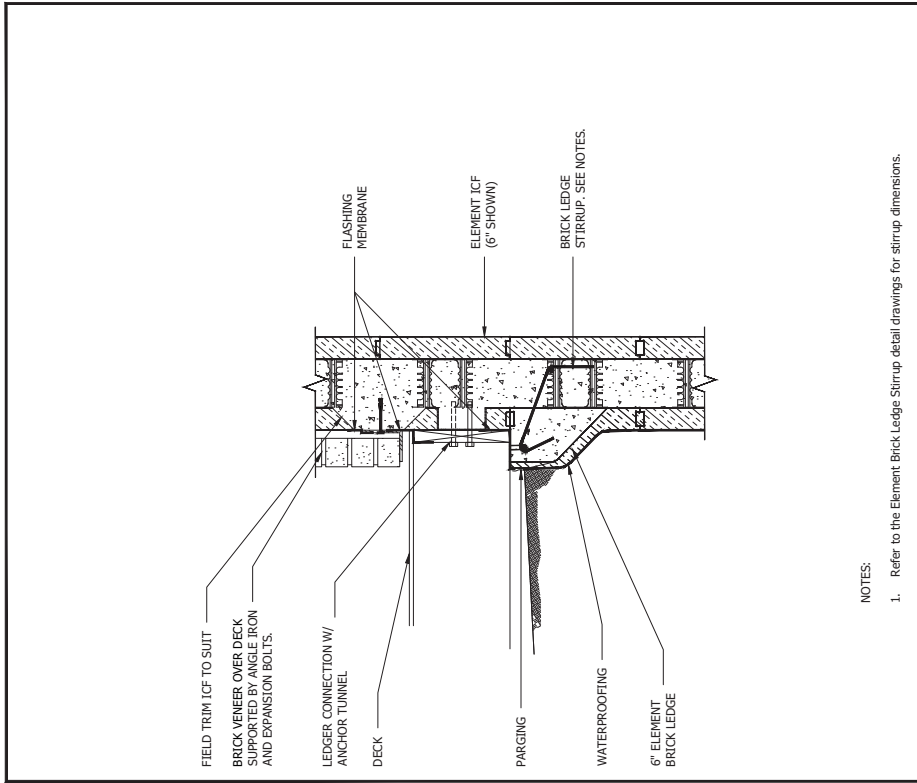 FIELD TRIM ICF TO SUIT
BRICK VENEER OVER DECK
SUPPORTED BY ANGLE IRON
AND EXPANSION BOLTS.
LEDGER CONNECTION W/
ANCHOR TUNNEL
DECK
PARGING
WATERPROOFING
6" ELEMENT
BRICK LEDGE
FLASHING
MEMBRANE
ELEMENT ICF
(6" SHOWN)
BRICK LEDGE
STIRRUP. SEE NOTES.
NOTES:
1. Refer to the Element Brick Ledge Stirrup detail drawings for stirrup dimensions.